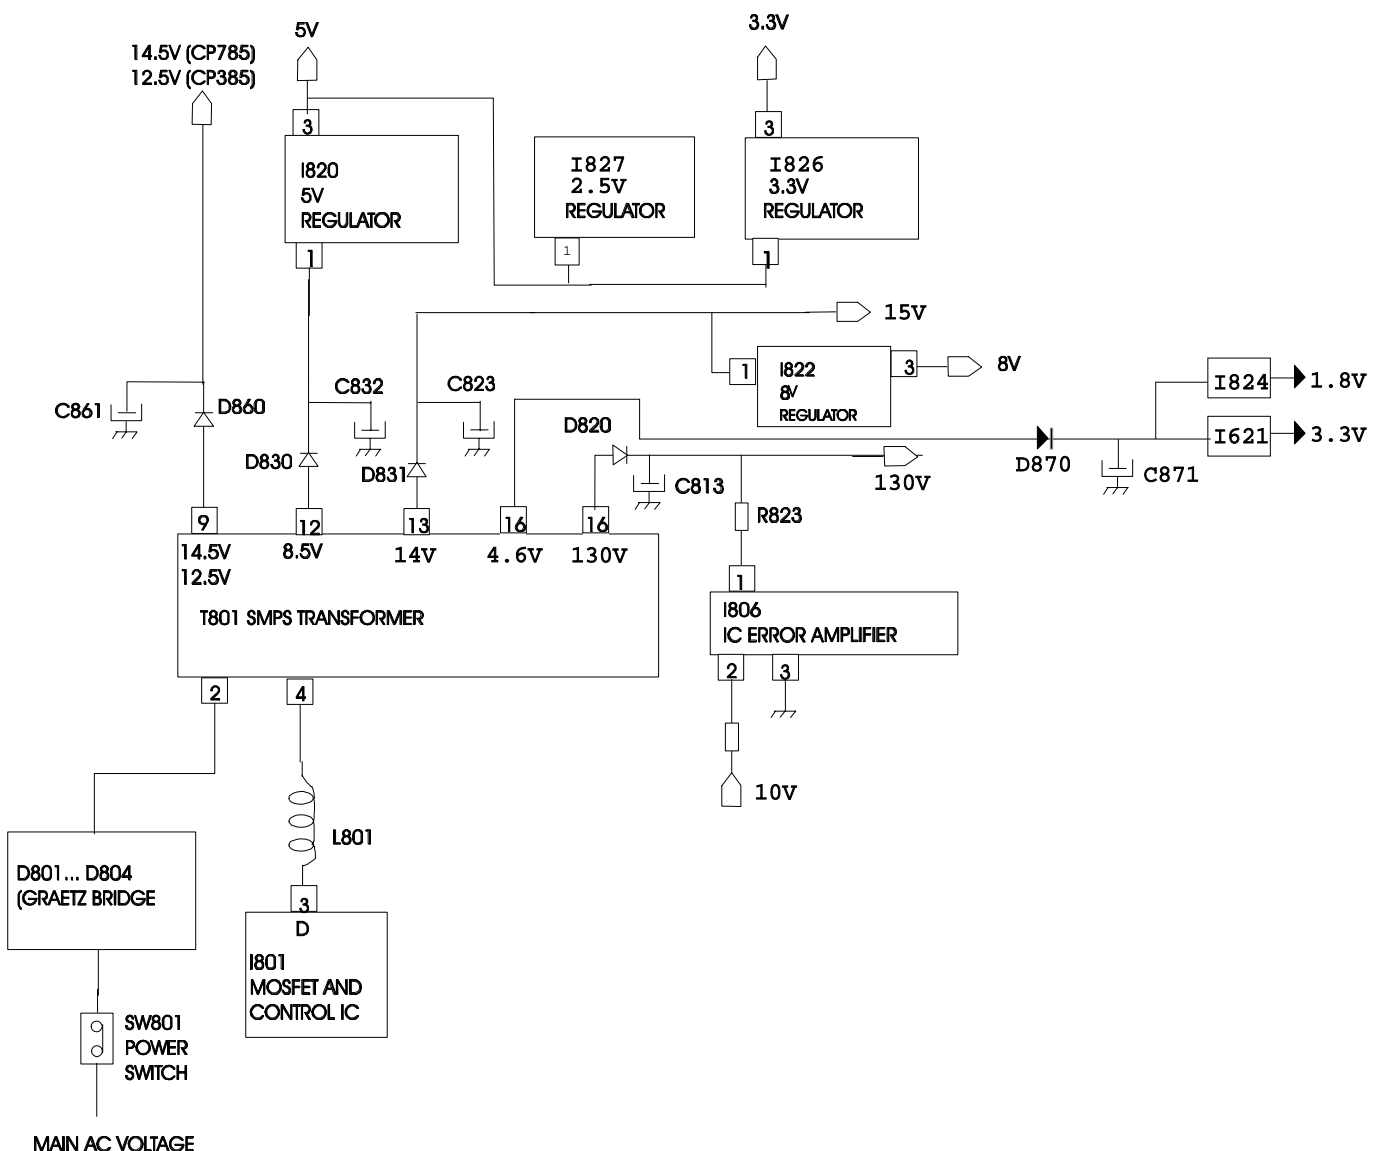 5V
3.3V
14.5V (CP785)
12.5V (CP385)
3
3
I820
5V
REGULATOR
I827
2.5V
REGULATOR
I826
3.3V
REGULATOR
1
1
1
15V
1
I822
8V
REGULATOR
3
8V
I824
1.8V
C861
D860
C832
C823
D820
I621
3.3V
D830
D831
C813
130V
D870
C871
R823
9
12
13
16
16
14.5V
12.5V
8.5V
14V
4.6V
130V
T801 SMPS TRANSFORMER
1
I806
IC ERROR AMPLIFIER
2
3
2
4
10V
L801
D801... D804
(GRAETZ BRIDGE
3
D
I801
MOSFET AND
CONTROL IC
SW801
POWER
SWITCH
MAIN AC VOLTAGE